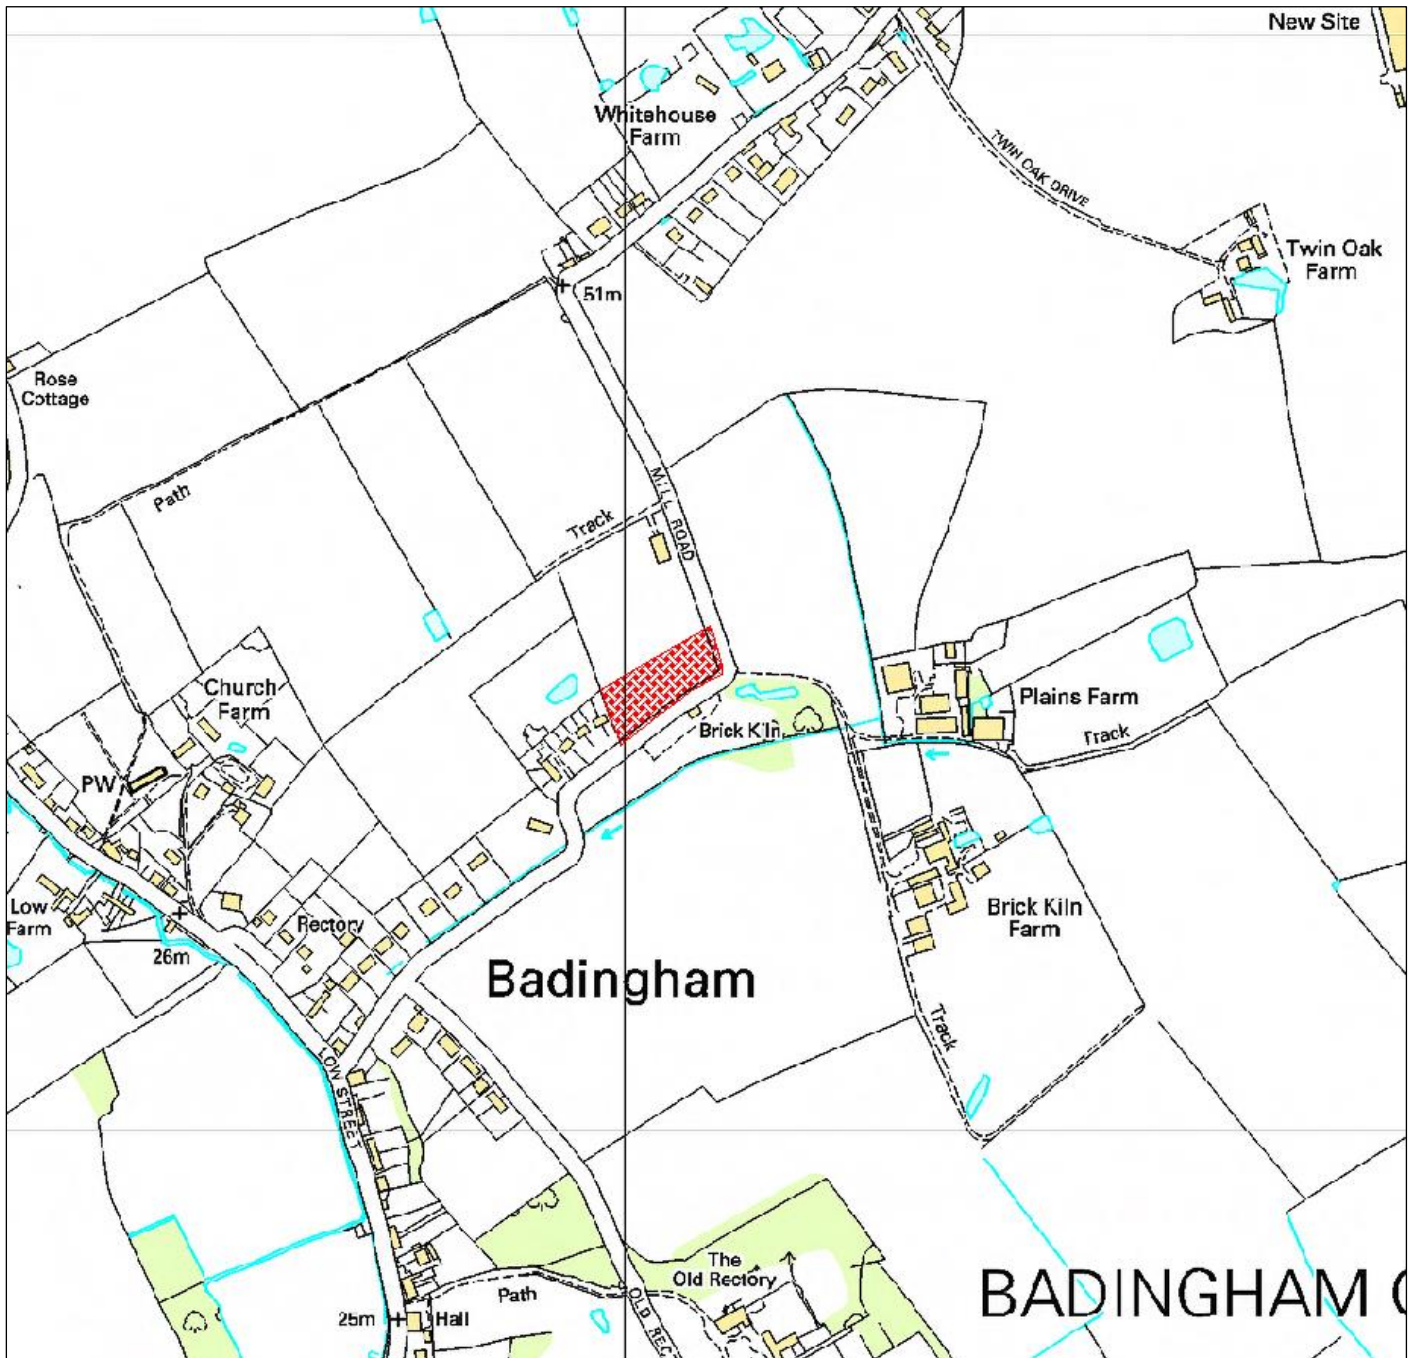 New Site
Whitehouse
Farm
TWIN OAK DRIVE
Twin Oak
Farm
51m
Rose
Cottage
Path
MILL ROAD
Track
Church
Farm
Plains Farm
Brick Kiln
Track
PW
Low
Farm
Rectory
26m
Brick Kiln
Farm
Badingham
Track
LOW STREET
The
Old Rectory
Path
OLD REC
BADINGHAM
25m
Hall